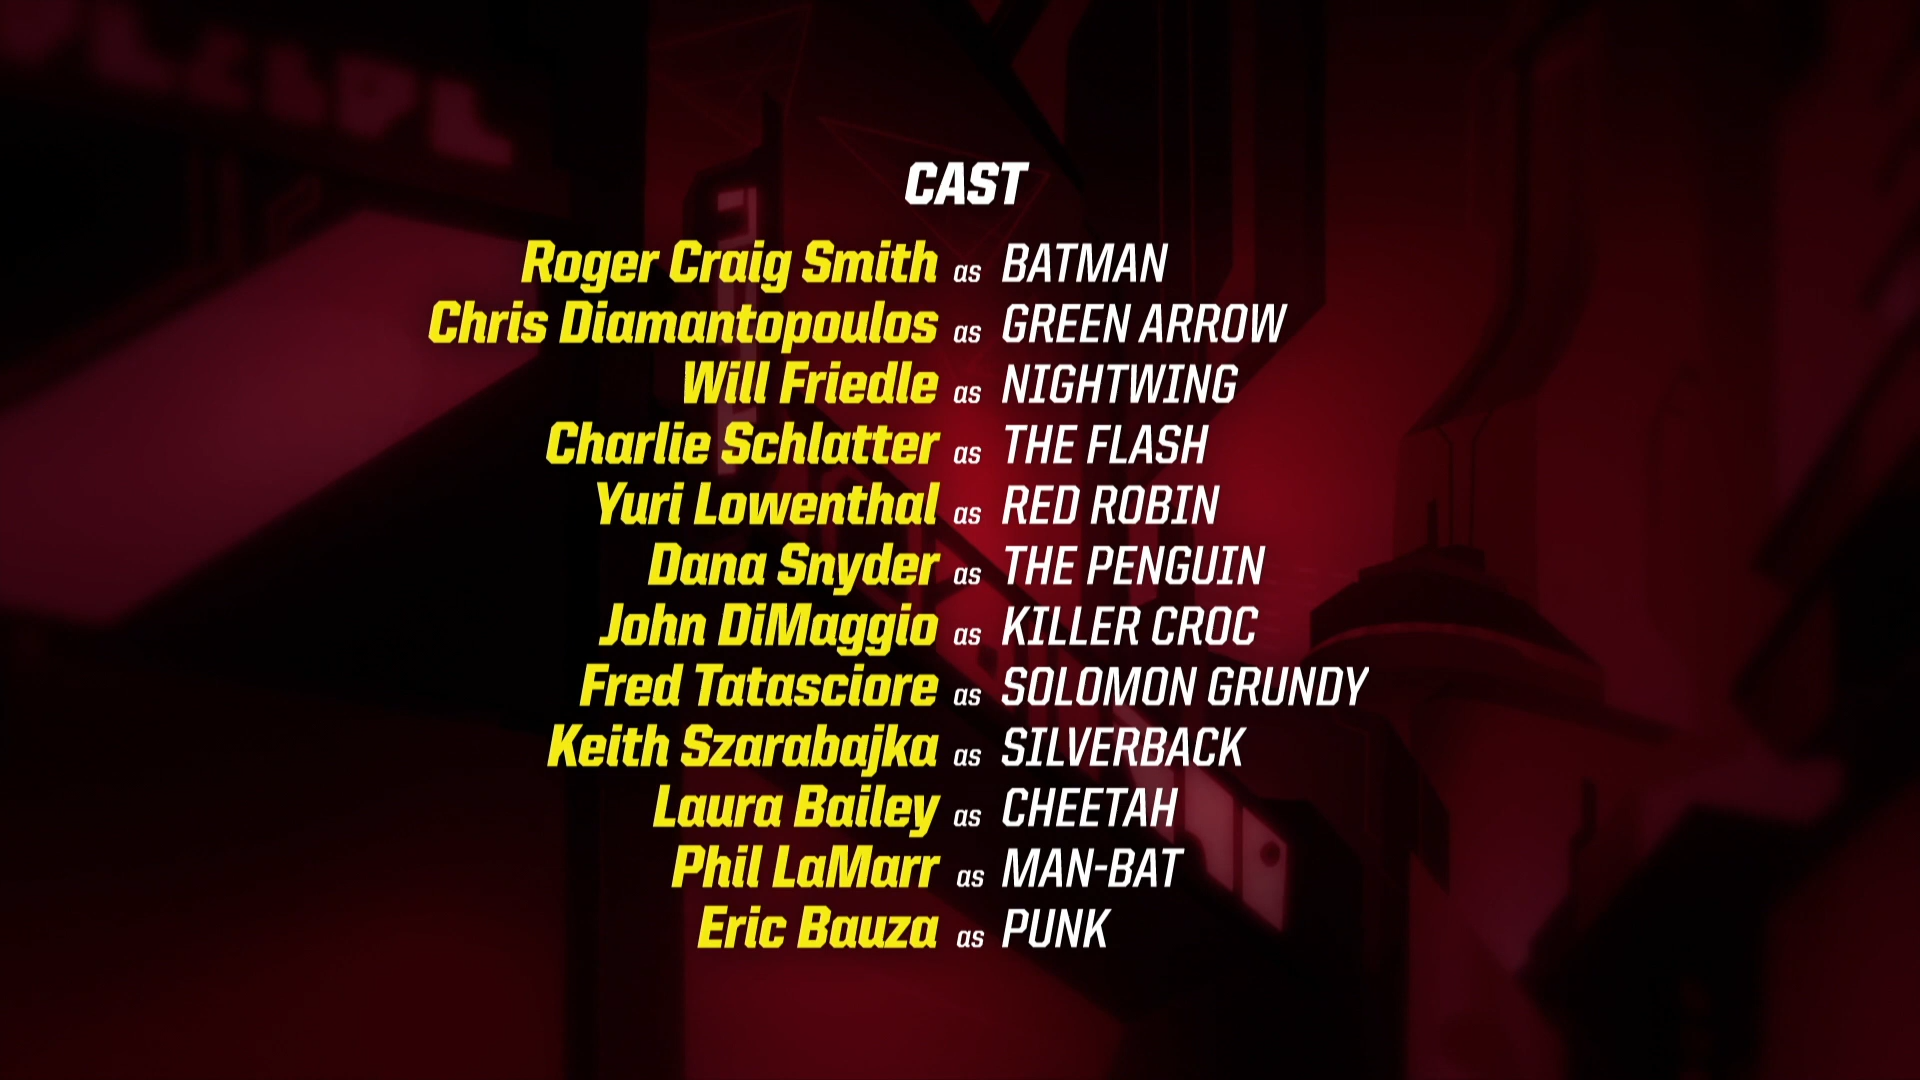 CAST
Roger Craig Smith as BATMAN
Chris Diamantopoulos as GREEN ARROW
Will Friedle as NIGHTWING
Charlie Schlatter as THE FLASH
Yuri Lowenthal as RED ROBIN
Dana Snyder as THE PENGUIN
John DiMaggio as KILLER CROC
Fred Tatasciore as SOLOMON GRUNDY
Keith Szarabajka as SILVERBACK
Laura Bailey as CHEETAH
Phil LaMarr as MAN-BAT
Eric Bauza as PUNK